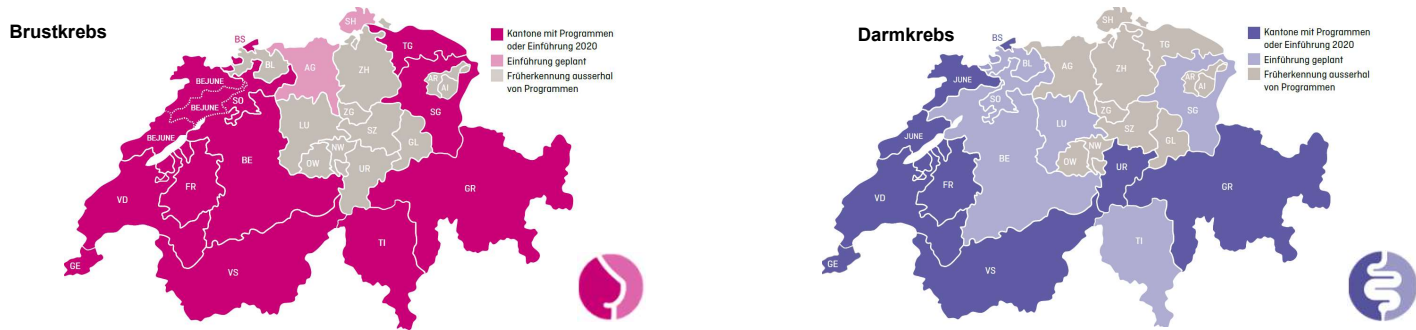 Brustkrebs
Kantone mit Programmen
oder Einführung 2020
Einführung geplant
Früherkennung ausserhal
von Programmen
SH
BS
TG
BL
AG
ZH
AR
AI
BEJUNE
BEJUNE
SO
ZG
SG
LU
SZ
BEJUNE
NW
GL
BE
OW
UR
FR
GR
VD
TI
GE
VS
Darmkrebs
Kantone mit Programmen
oder Einführung 2020
Einführung geplant
Früherkennung ausserhal
von Programmen
SH
BS
TG
BL
AG
ZH
AR
AI
JUNE
SO
ZG
SG
LU
SZ
JUNE
NW
GL
BE
OW
UR
FR
GR
VD
TI
GE
VS